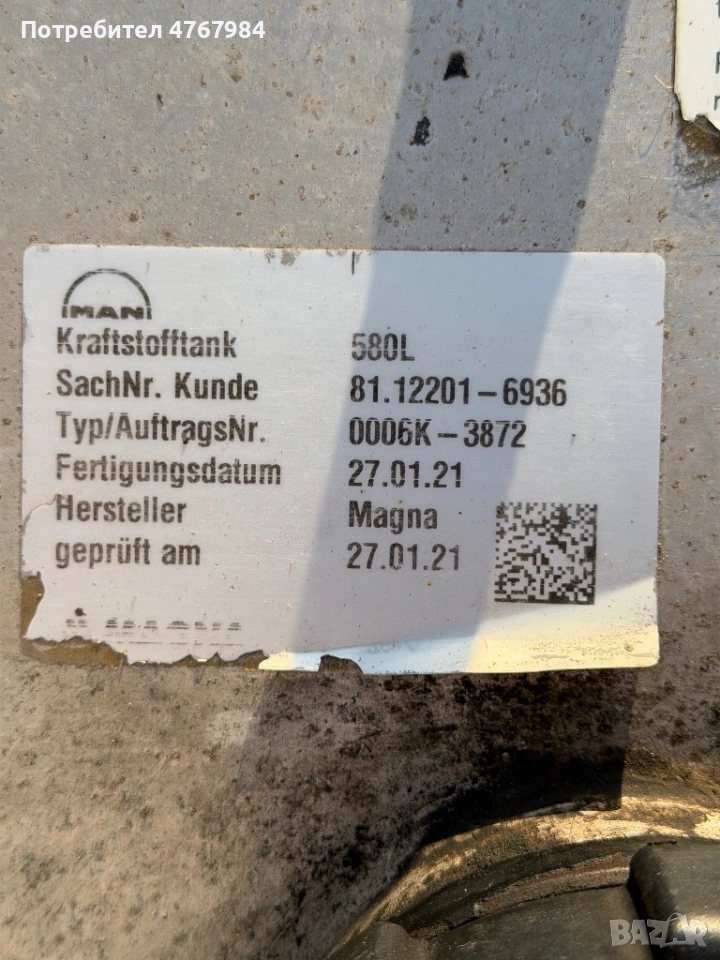 Потребител 4767984
MAN
Kraftstofftank 580L
SachNr. Kunde 81.12201-6936
Typ/AuftragsNr. 0006K-3872
Fertigungsdatum 27.01.21
Hersteller Magna
geprüft am 27.01.21
BAZAR